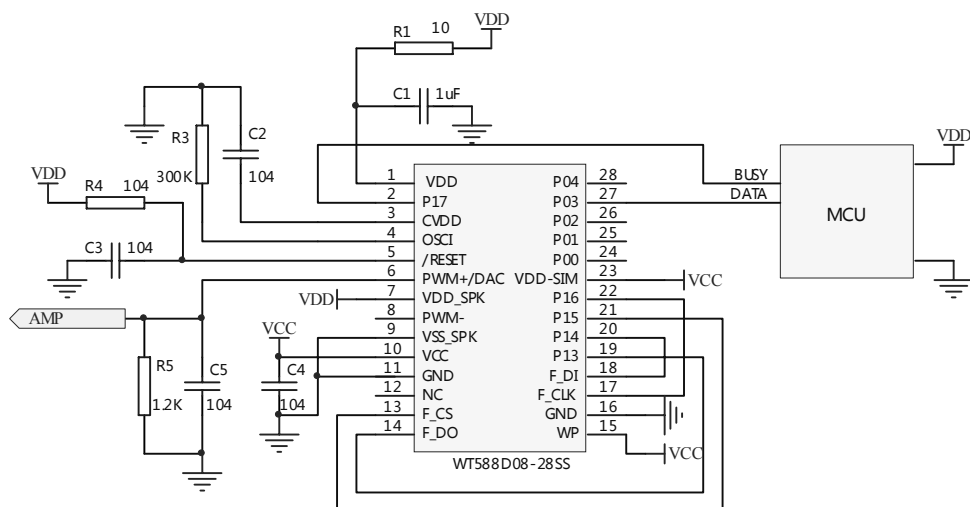 R1 10 VDD
C1 1uF
R3 300K
C2 104
VDD R4 104
C3 104
VDD
BUSY
DATA
MCU
1 VDD P04 28
2 P17 P03 27
3 CVDD P02 26
4 OSCI P01 25
5 /RESET P00 24
6 PWM+/DAC VDD-SIM 23 VCC
VDD 7 VDD_SPK P16 22
8 PWM- P15 21
9 VSS_SPK P14 20
10 VCC P13 19
11 GND F_DI 18
12 NC F_CLK 17
13 F_CS GND 16
14 F_DO WP 15 VCC
AMP
VCC
R5 1.2K
C5 104
C4 104
WT588D08-28SS